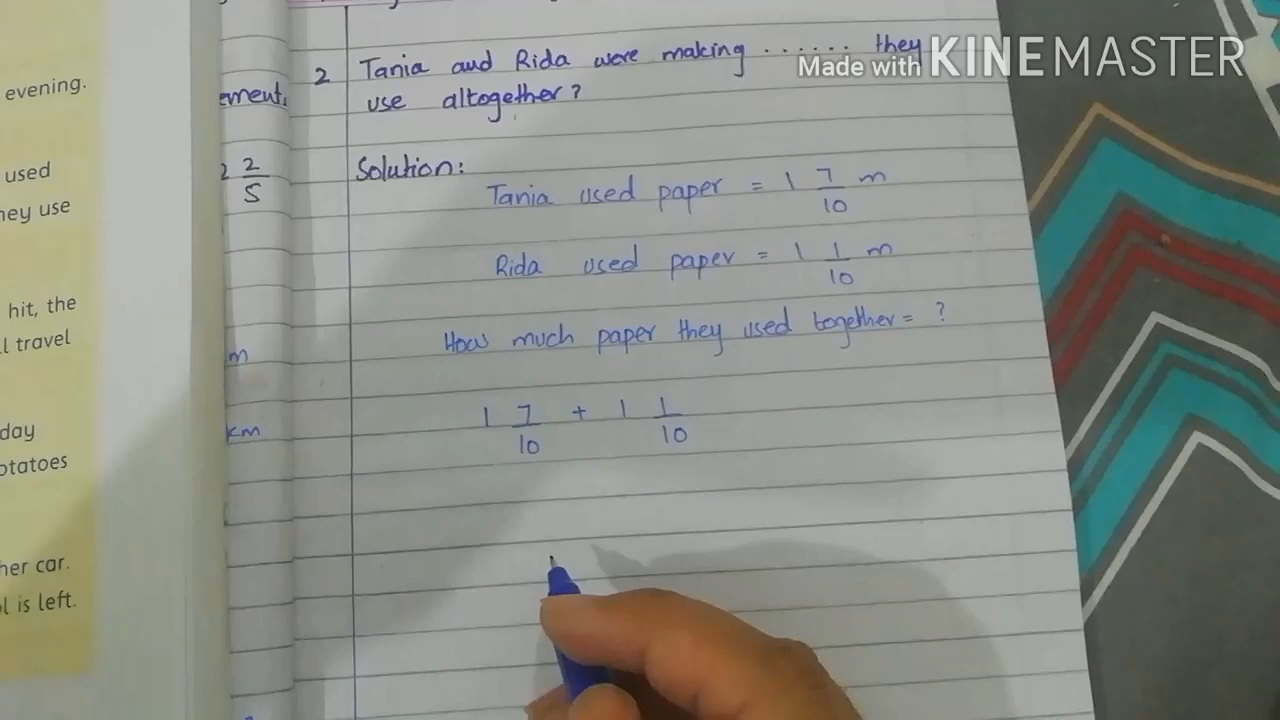 evening.
used
hey use
hit, the
l travel
day
otatoes
her car.
l is left.
ement.
2 2/5
m
km
Made with KINEMASTER
2 Tania and Rida were making ...... they
use altogether?
Solution:
Tania used paper = 1 7/10 m
Rida used paper = 1 1/10 m
How much paper they used together = ?
1 7/10 + 1 1/10